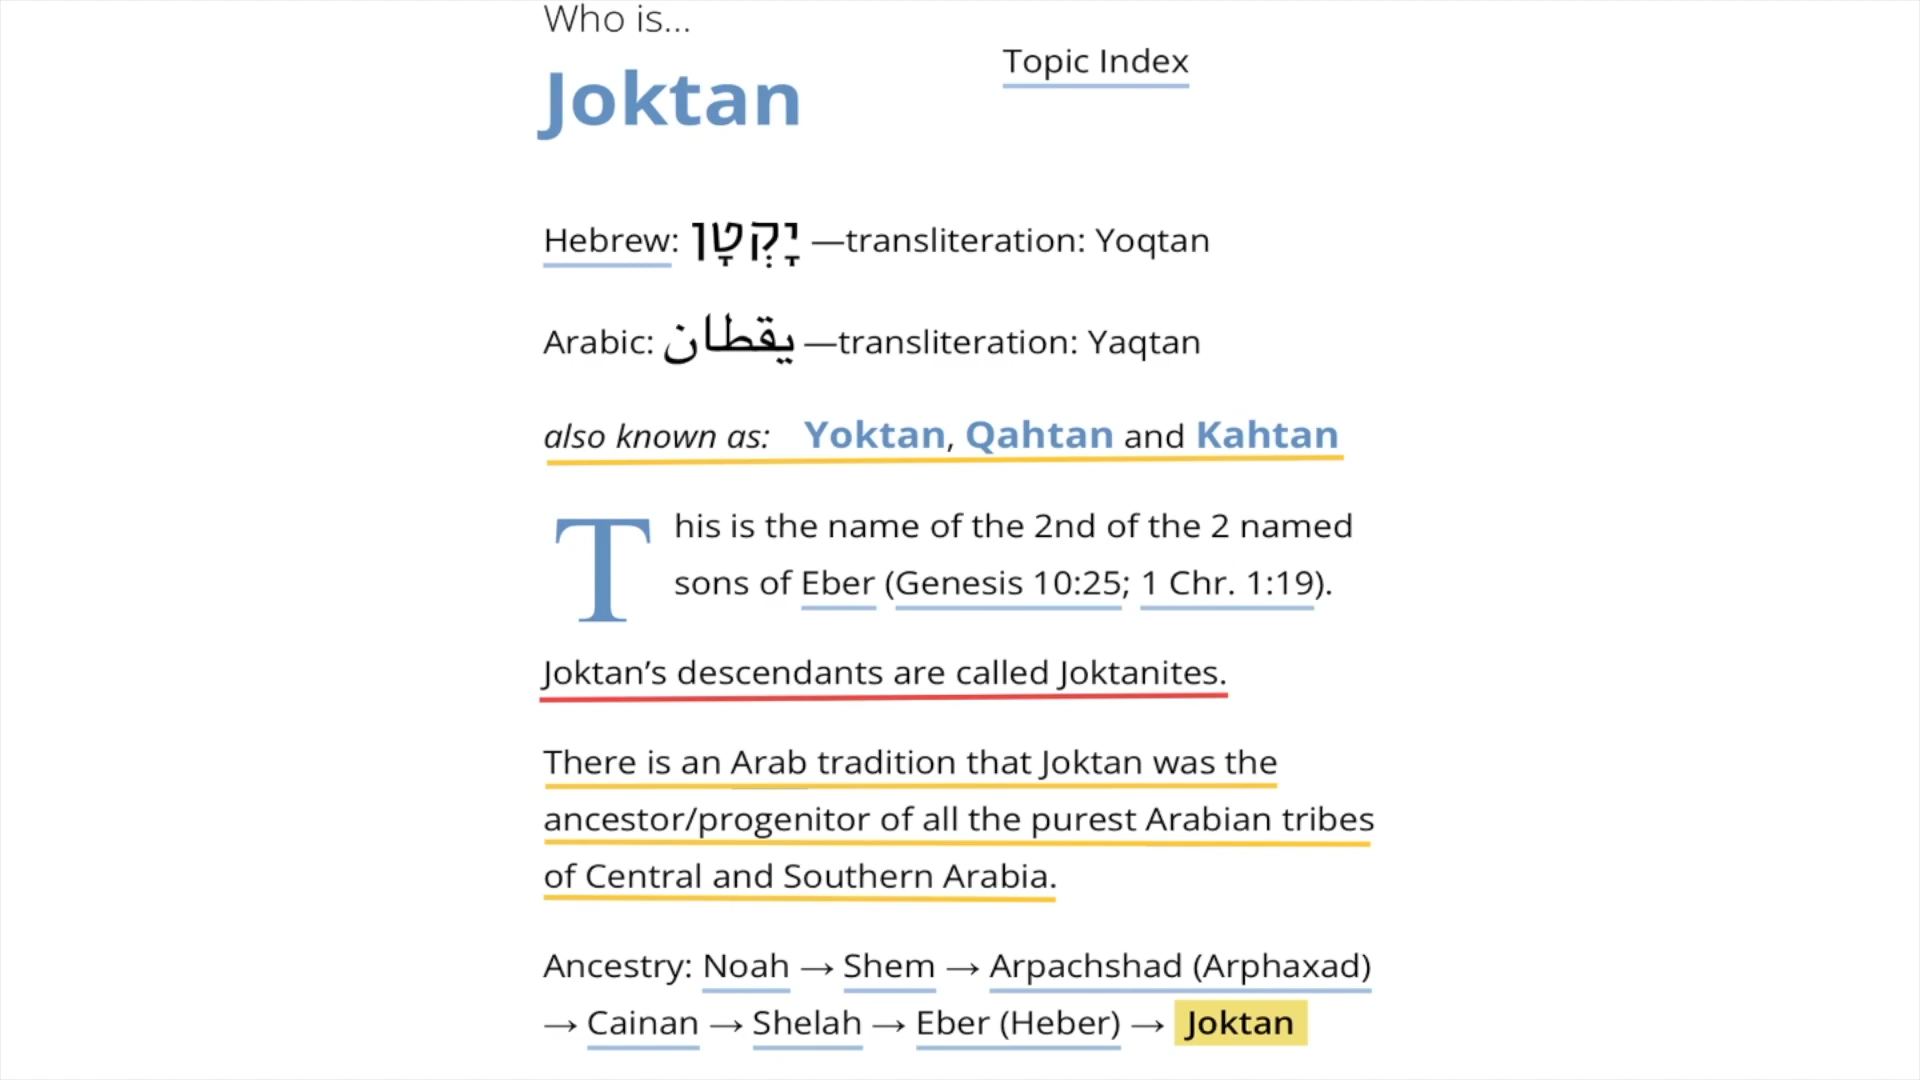 Who is...
Topic Index
Joktan
Hebrew: יָקְטָן —transliteration: Yoqtan
Arabic: يقطان —transliteration: Yaqtan
also known as: Yoktan, Qahtan and Kahtan
This is the name of the 2nd of the 2 named
sons of Eber (Genesis 10:25; 1 Chr. 1:19).
Joktan’s descendants are called Joktanites.
There is an Arab tradition that Joktan was the
ancestor/progenitor of all the purest Arabian tribes
of Central and Southern Arabia.
Ancestry: Noah → Shem → Arpachshad (Arphaxad)
→ Cainan → Shelah → Eber (Heber) → Joktan